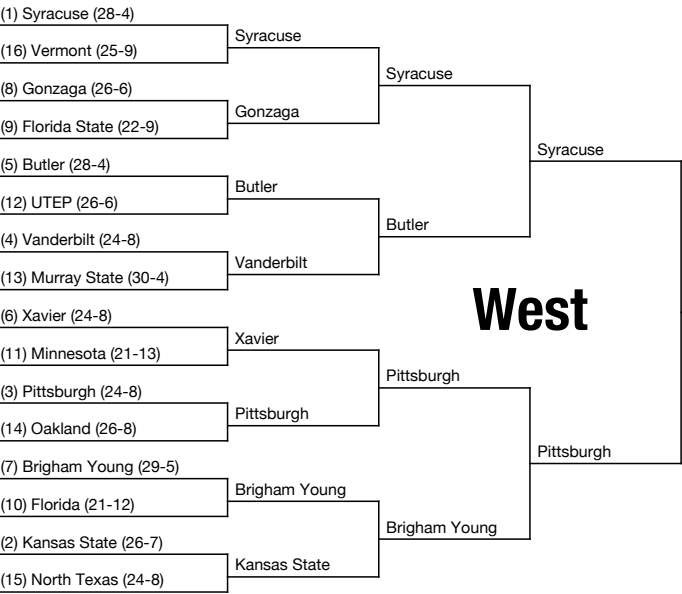 (1) Syracuse (28-4)
(16) Vermont (25-9)
(8) Gonzaga (26-6)
(9) Florida State (22-9)
(5) Butler (28-4)
(12) UTEP (26-6)
(4) Vanderbilt (24-8)
(13) Murray State (30-4)
(6) Xavier (24-8)
(11) Minnesota (21-13)
(3) Pittsburgh (24-8)
(14) Oakland (26-8)
(7) Brigham Young (29-5)
(10) Florida (21-12)
(2) Kansas State (26-7)
(15) North Texas (24-8)
Syracuse
Gonzaga
Butler
Vanderbilt
Xavier
Pittsburgh
Brigham Young
Kansas State
Syracuse
Butler
Pittsburgh
Brigham Young
Syracuse
Pittsburgh
West